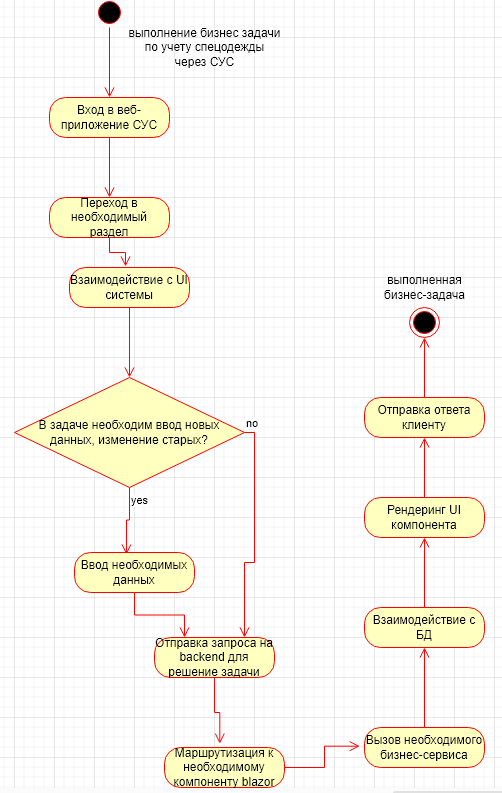 выполнение бизнес задачи
по учету спецодежды
через СУС
Вход в веб-
приложение СУС
Переход в
необходимый
раздел
Взаимодействие с UI
системы
В задаче необходим ввод новых
данных, изменение старых?
no
yes
Ввод необходимых
данных
Отправка запроса на
backend для
решение задачи
Маршрутизация к
необходимому
компоненту blazor
Вызов необходимого
бизнес-сервиса
Взаимодействие с
БД
Рендеринг UI
компонента
Отправка ответа
клиенту
выполненная
бизнес-задача